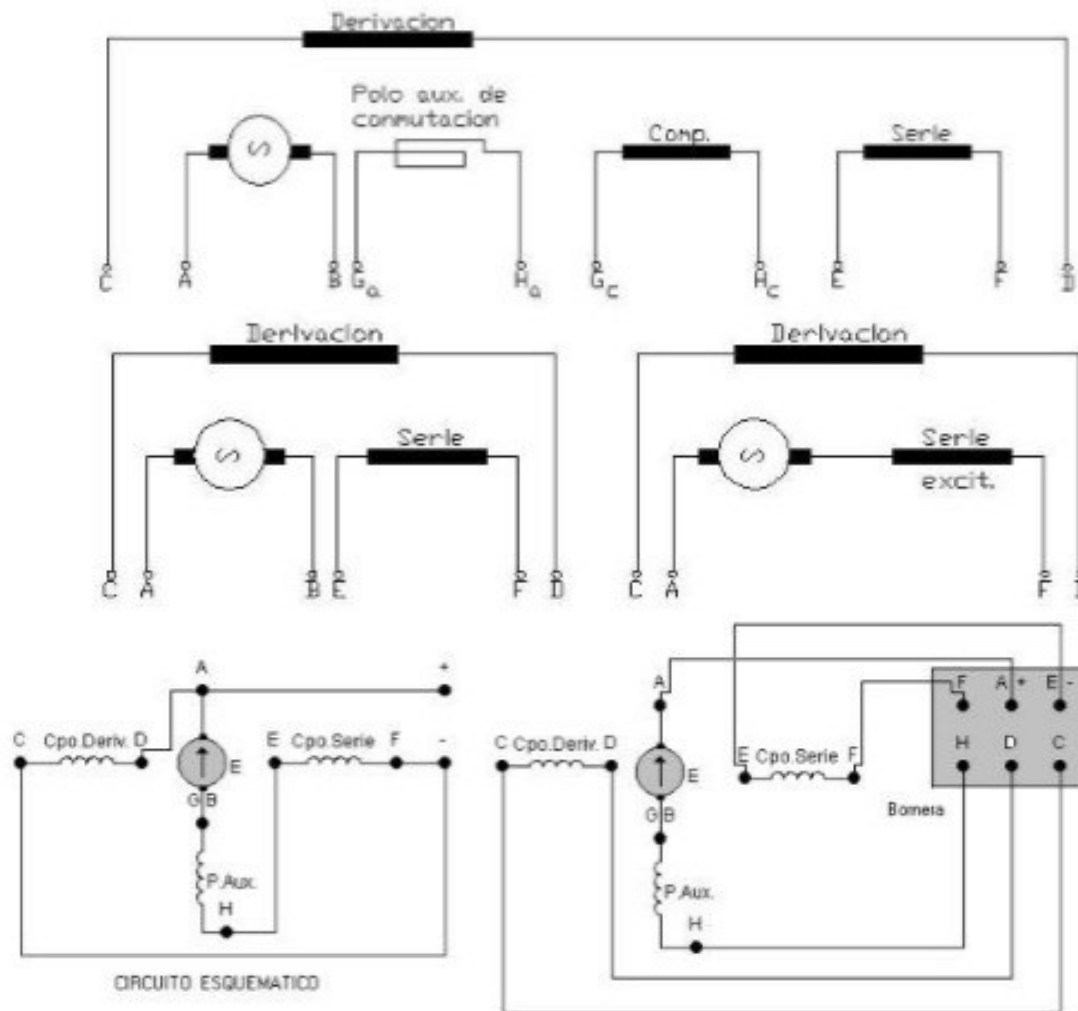 Derivacion
Polo aux. de
conmutacion
Comp.
Serie
C A B Ga Ha Gc Hc E F D
Derivacion
Derivacion
Serie
Serie
excit.
C A B E F D
C A F
A +
C Cpo.Deriv. D E E Cpo.Serie F -
G B
P.Aux.
H
CIRCUITO ESQUEMATICO
A F A + E -
C Cpo.Deriv. D E E Cpo.Serie F H D C
G B Bornera
P.Aux.
H